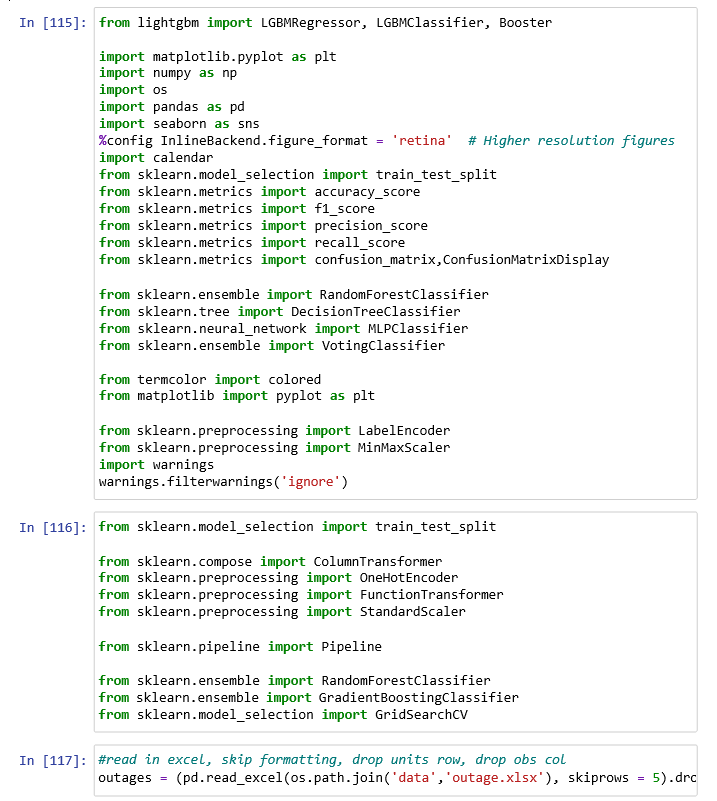 In [115]: from lightgbm import LGBMRegressor, LGBMClassifier, Booster
import matplotlib.pyplot as plt
import numpy as np
import os
import pandas as pd
import seaborn as sns
%config InlineBackend.figure_format = 'retina'  # Higher resolution figures
import calendar
from sklearn.model_selection import train_test_split
from sklearn.metrics import accuracy_score
from sklearn.metrics import f1_score
from sklearn.metrics import precision_score
from sklearn.metrics import recall_score
from sklearn.metrics import confusion_matrix,ConfusionMatrixDisplay
from sklearn.ensemble import RandomForestClassifier
from sklearn.tree import DecisionTreeClassifier
from sklearn.neural_network import MLPClassifier
from sklearn.ensemble import VotingClassifier
from termcolor import colored
from matplotlib import pyplot as plt
from sklearn.preprocessing import LabelEncoder
from sklearn.preprocessing import MinMaxScaler
import warnings
warnings.filterwarnings('ignore')
In [116]: from sklearn.model_selection import train_test_split
from sklearn.compose import ColumnTransformer
from sklearn.preprocessing import OneHotEncoder
from sklearn.preprocessing import FunctionTransformer
from sklearn.preprocessing import StandardScaler
from sklearn.pipeline import Pipeline
from sklearn.ensemble import RandomForestClassifier
from sklearn.ensemble import GradientBoostingClassifier
from sklearn.model_selection import GridSearchCV
In [117]: #read in excel, skip formatting, drop units row, drop obs col
outages = (pd.read_excel(os.path.join('data','outage.xlsx'), skiprows = 5).dro